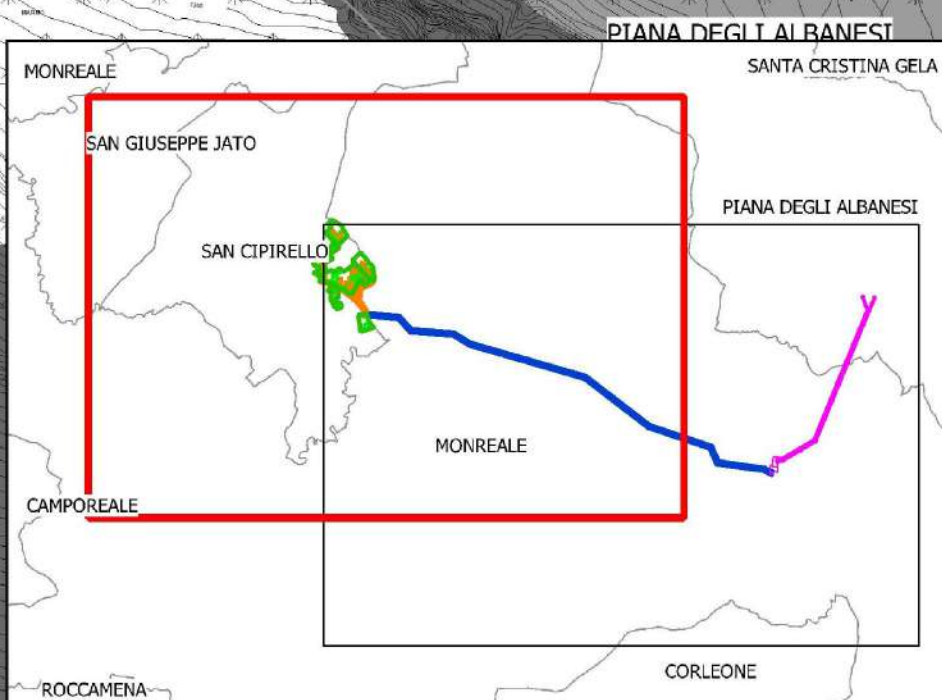 PIANA DEGLI ALBANESI
MONREALE
SANTA CRISTINA GELA
SAN GIUSEPPE JATO
PIANA DEGLI ALBANESI
SAN CIPIRELLO
MONREALE
CAMPOREALE
CORLEONE
ROCCAMENA